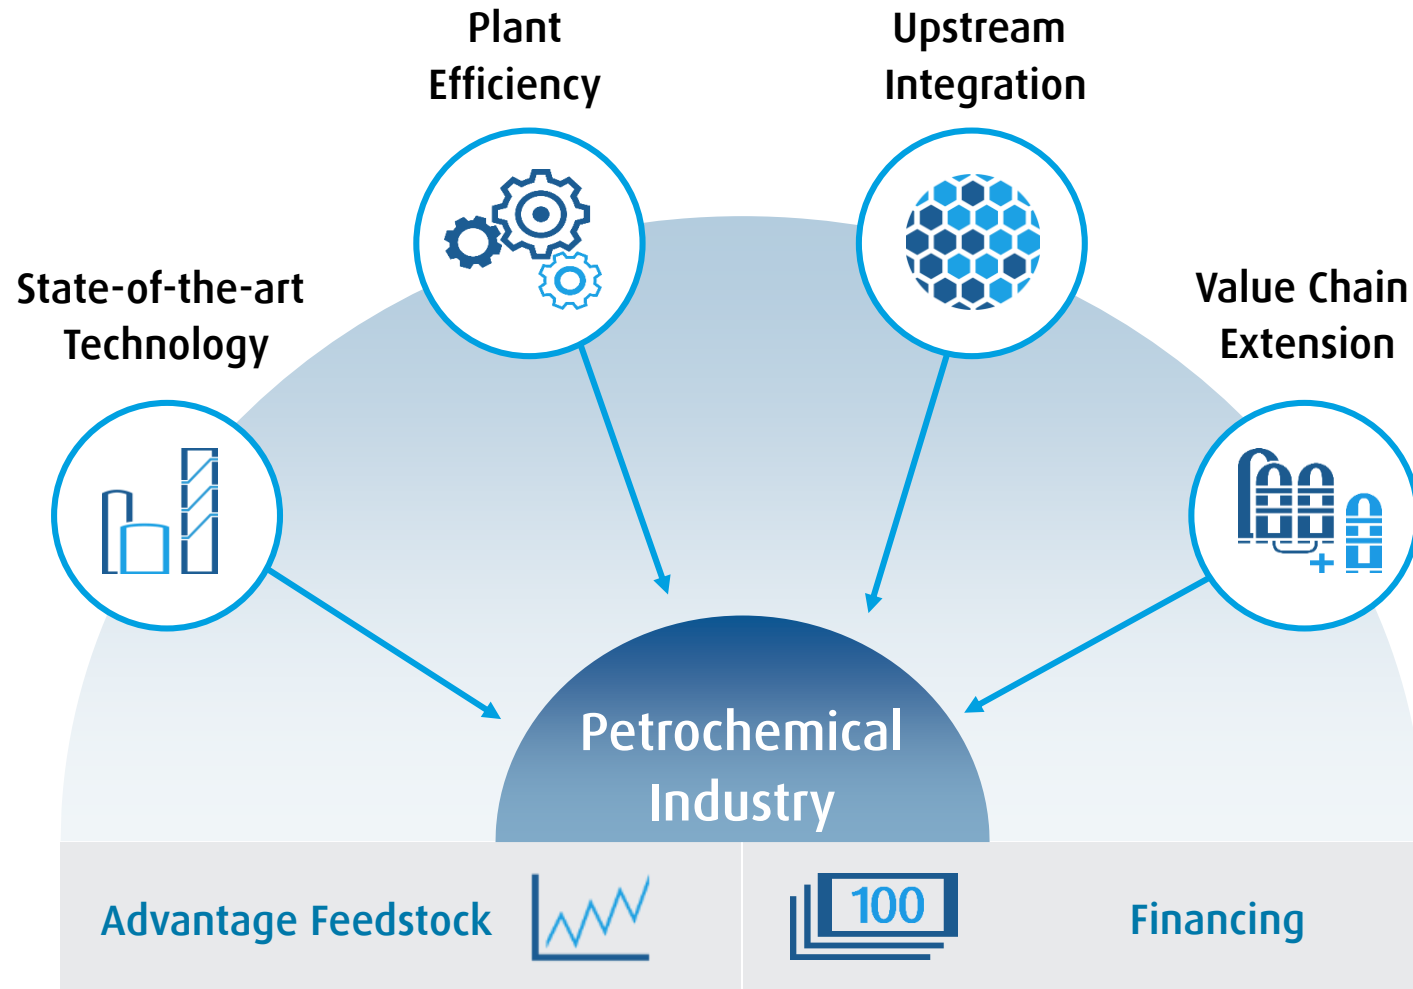 Plant
Efficiency
Upstream
Integration
State-of-the-art
Technology
Value Chain
Extension
Petrochemical
Industry
Advantage Feedstock
100
Financing